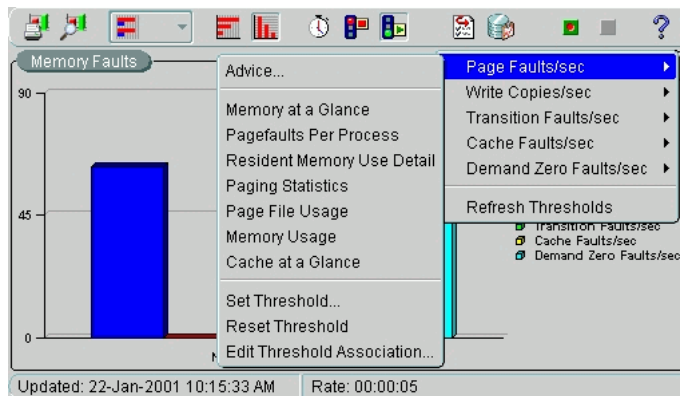 ?
Memory Faults
90
45
0
N
Advice...
Memory at a Glance
Pagefaults Per Process
Resident Memory Use Detail
Paging Statistics
Page File Usage
Memory Usage
Cache at a Glance
Set Threshold...
Reset Threshold
Edit Threshold Association...
Page Faults/sec
Write Copies/sec
Transition Faults/sec
Cache Faults/sec
Demand Zero Faults/sec
Refresh Thresholds
Transition Faults/sec
Cache Faults/sec
Demand Zero Faults/sec
Updated: 22-Jan-2001 10:15:33 AM
Rate: 00:00:05